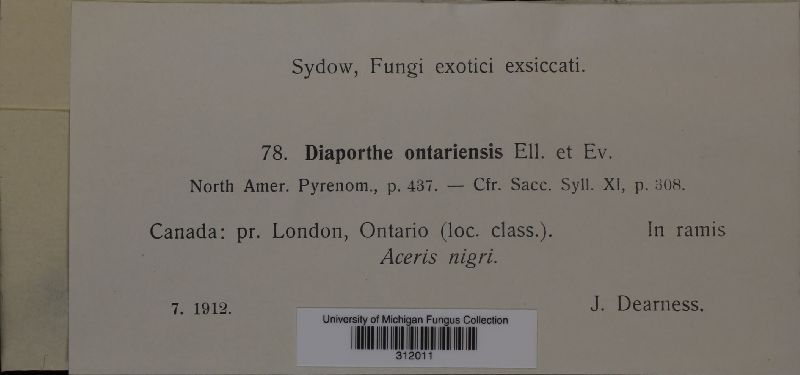 Sydow, Fungi exotici exsiccati.
78. Diaporthe ontariensis Ell. et Ev.
North Amer. Pyrenom., p. 437. — Cfr. Sacc. Syll. XI, p. 308.
Canada: pr. London, Ontario (loc. class.). In ramis
Aceris nigri.
7. 1912. J. Dearness.
University of Michigan Fungus Collection
312011